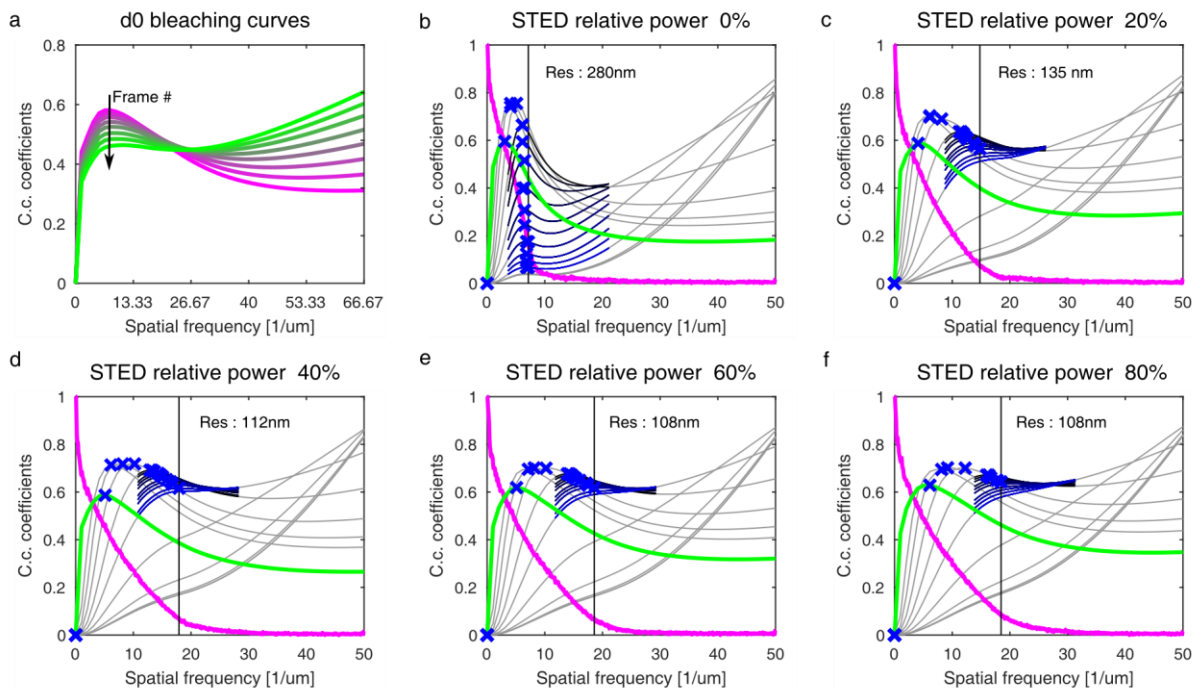 a
d0 bleaching curves
0.8
0.6
0.4
0.2
0
C.c. coefficients
Frame #
0 13.33 26.67 40 53.33 66.67
Spatial frequency [1/um]
b
STED relative power 0%
1
0.8
0.6
0.4
0.2
0
C.c. coefficients
Res : 280nm
0 10 20 30 40 50
Spatial frequency [1/um]
c
STED relative power 20%
1
0.8
0.6
0.4
0.2
0
C.c. coefficients
Res : 135 nm
0 10 20 30 40 50
Spatial frequency [1/um]
d
STED relative power 40%
1
0.8
0.6
0.4
0.2
0
C.c. coefficients
Res : 112nm
0 10 20 30 40 50
Spatial frequency [1/um]
e
STED relative power 60%
1
0.8
0.6
0.4
0.2
0
C.c. coefficients
Res : 108nm
0 10 20 30 40 50
Spatial frequency [1/um]
f
STED relative power 80%
1
0.8
0.6
0.4
0.2
0
C.c. coefficients
Res : 108nm
0 10 20 30 40 50
Spatial frequency [1/um]